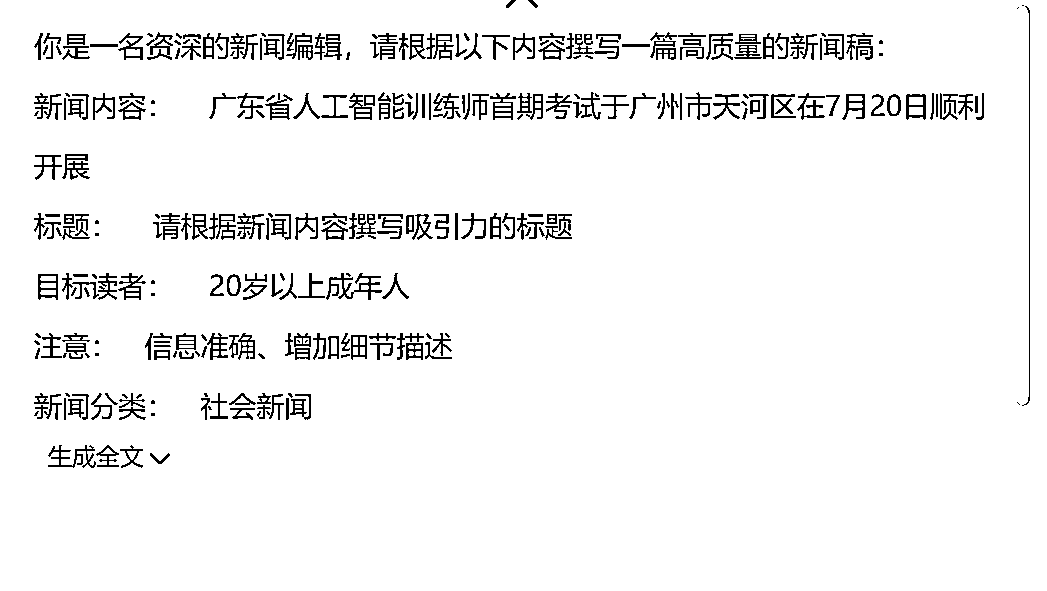 你是一名资深的新闻编辑，请根据以下内容撰写一篇高质量的新闻稿：
新闻内容： 广东省人工智能训练师首期考试于广州市天河区在7月20日顺利
开展
标题： 请根据新闻内容撰写吸引力的标题
目标读者： 20岁以上成年人
注意： 信息准确、增加细节描述
新闻分类： 社会新闻
生成全文